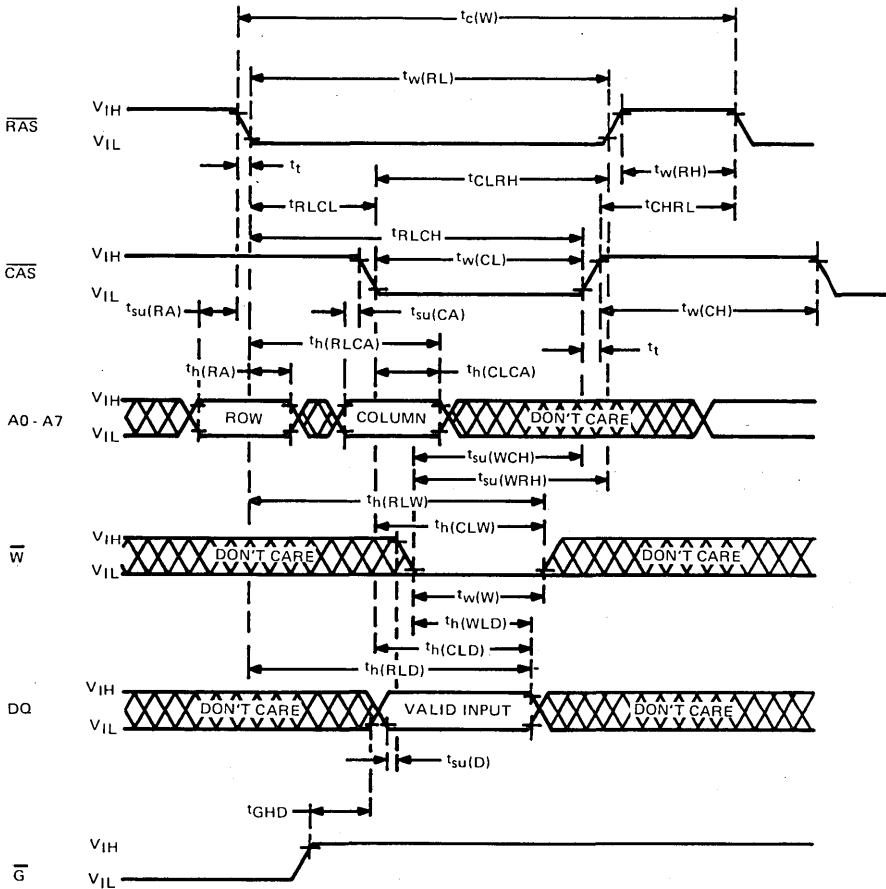 tc(W)
tw(RL)
RAS
VIH
VIL
tt
tw(RH)
tCLRH
tRLCL
tCHRL
tRLCH
CAS
VIH
VIL
tw(CL)
tsu(RA)
tsu(CA)
tw(CH)
th(RLCA)
tt
th(RA)
th(CLCA)
A0 - A7
VIH
VIL
ROW
COLUMN
DON'T CARE
tsu(WCH)
tsu(WRH)
th(RLW)
th(CLW)
W
VIH
VIL
DON'T CARE
DON'T CARE
tw(W)
th(WLD)
th(CLD)
th(RLD)
DQ
VIH
VIL
DON'T CARE
VALID INPUT
DON'T CARE
tsu(D)
tGHD
G
VIH
VIL